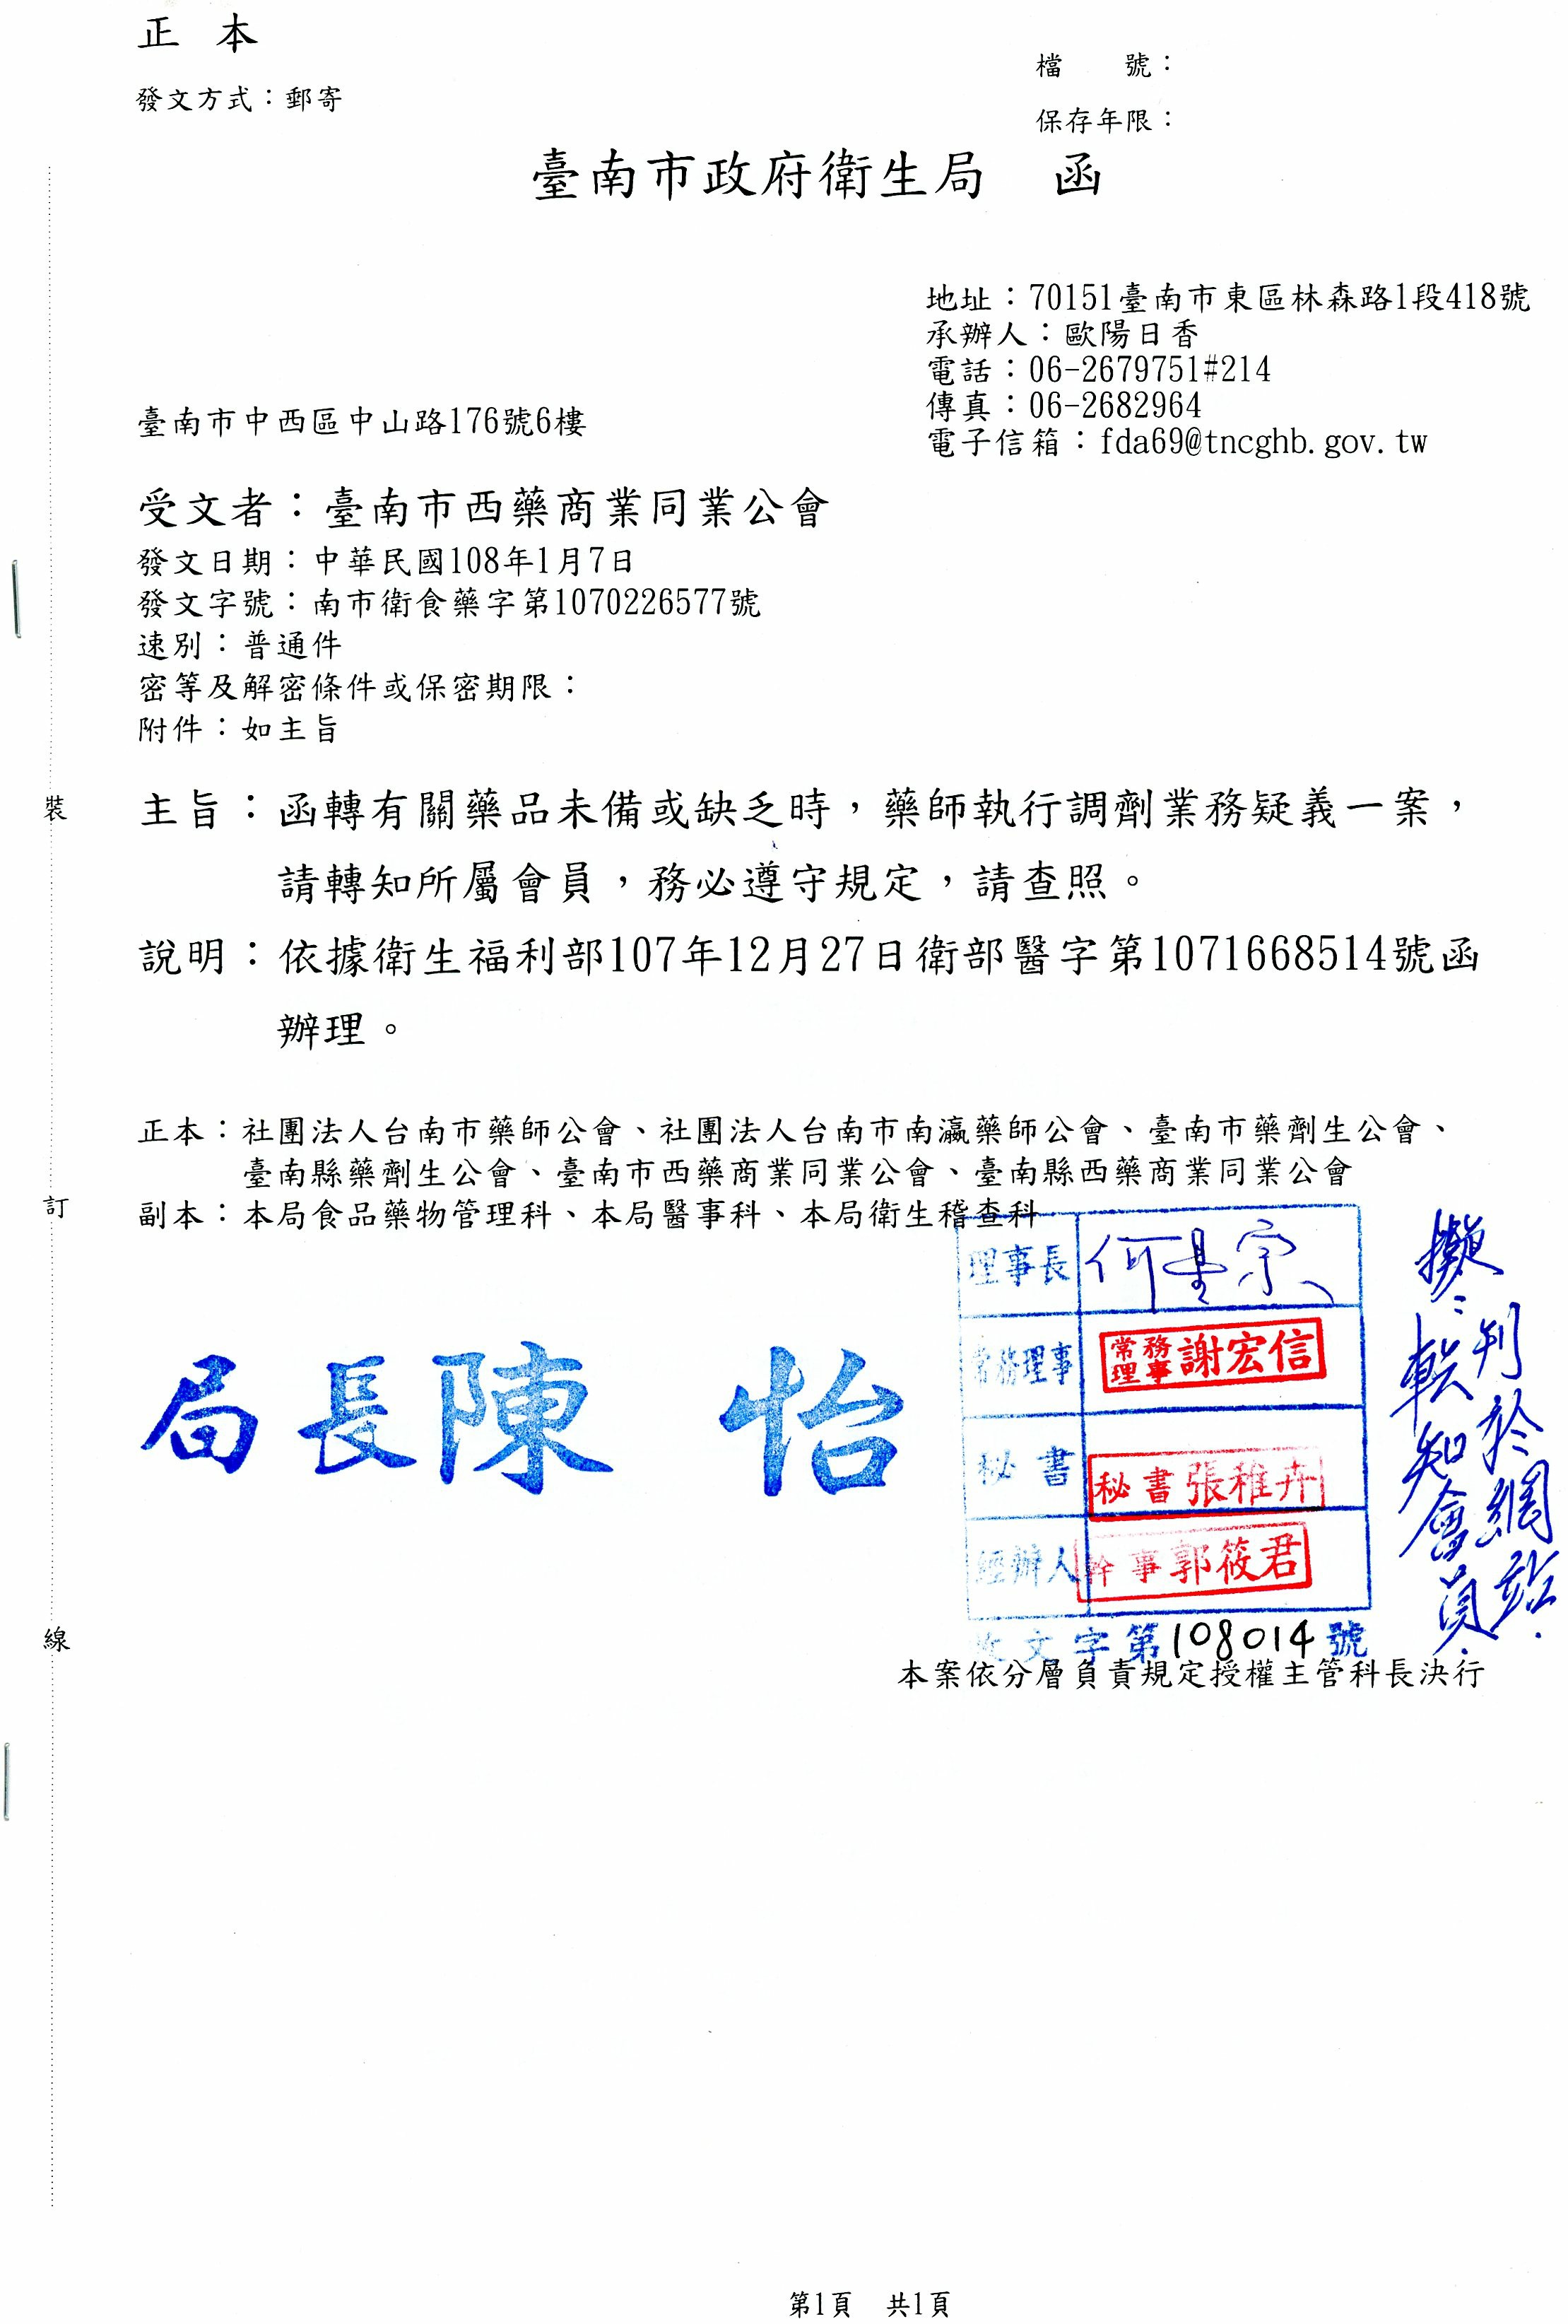 正 本
發文方式：郵寄
檔 號：
保存年限：
臺南市政府衛生局 函
地址：70151臺南市東區林森路1段418號
承辦人：歐陽日香
電話：06-2679751#214
傳真：06-2682964
電子信箱：fda69@tncghb.gov.tw
臺南市中西區中山路176號6樓
受文者：臺南市西藥商業同業公會
發文日期：中華民國108年1月7日
發文字號：南市衛食藥字第1070226577號
速別：普通件
密等及解密條件或保密期限：
附件：如主旨
主旨：函轉有關藥品未備或缺乏時，藥師執行調劑業務疑義一案，
請轉知所屬會員，務必遵守規定，請查照。
說明：依據衛生福利部107年12月27日衛部醫字第1071668514號函
辦理。
正本：社團法人台南市藥師公會、社團法人台南市南瀛藥師公會、臺南市藥劑生公會、
臺南縣藥劑生公會、臺南市西藥商業同業公會、臺南縣西藥商業同業公會
副本：本局食品藥物管理科、本局醫事科、本局衛生稽查科
局長陳 怡
理事長 何 宗
常務理事 常務理事 謝宏信
秘書 秘書張稚卉
經辦人 幹事郭筱君
收文字第108014號
擬：轉知會員．
刊於網站．
本案依分層負責規定授權主管科長決行
裝
訂
線
第1頁 共1頁